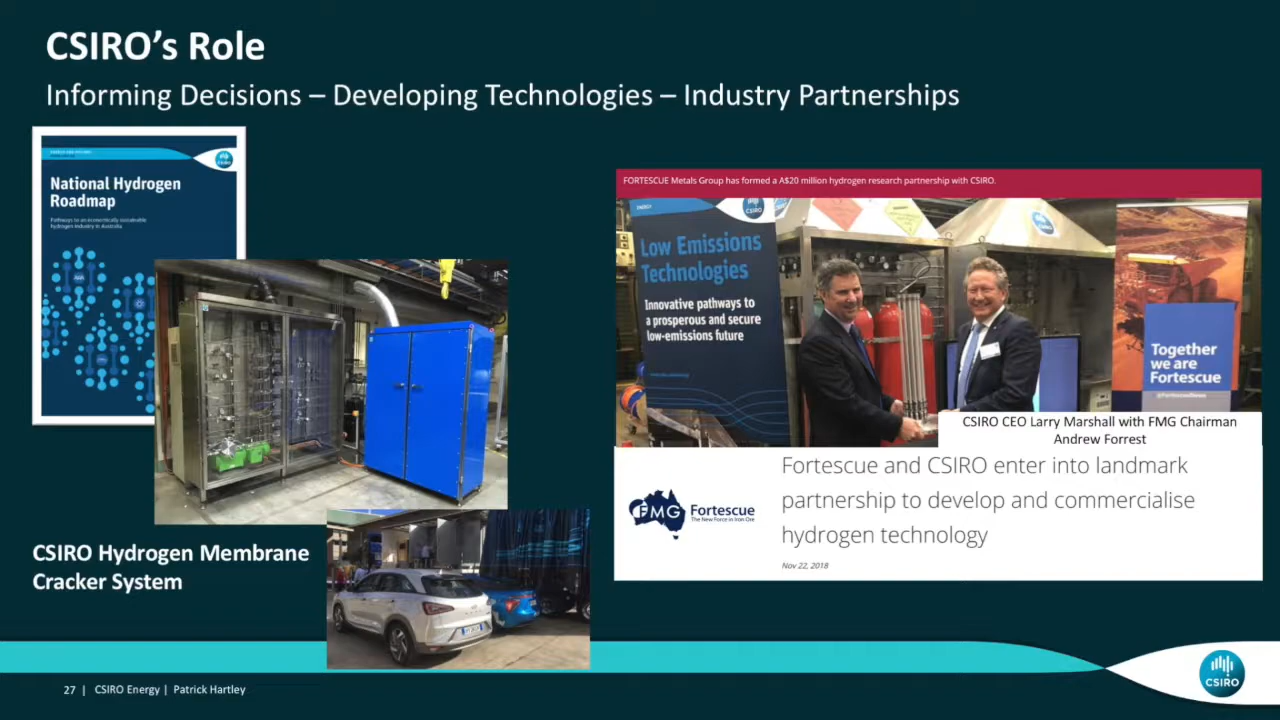 CSIRO’s Role
Informing Decisions – Developing Technologies – Industry Partnerships
CSIRO
National Hydrogen
Roadmap
Pathways to an economically sustainable
hydrogen industry in Australia
CSIRO Hydrogen Membrane
Cracker System
FORTESCUE Metals Group has formed a A$20 million hydrogen research partnership with CSIRO.
ENERGY
CSIRO
Low Emissions
Technologies
Innovative pathways to
a prosperous and secure
low-emissions future
Together
we are
Fortescue
@FortescueNews
CSIRO CEO Larry Marshall with FMG Chairman
Andrew Forrest
FMG Fortescue
The New Force in Iron Ore
Fortescue and CSIRO enter into landmark
partnership to develop and commercialise
hydrogen technology
Nov 22, 2018
27 | CSIRO Energy | Patrick Hartley
CSIRO